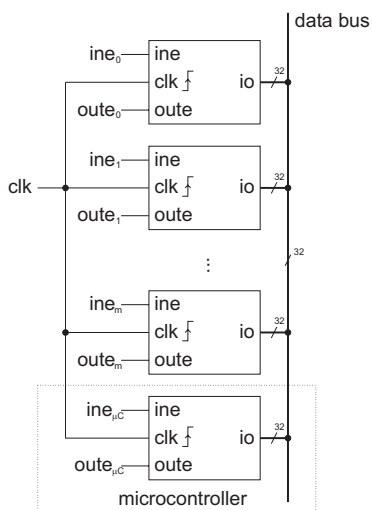 data bus
ine₀ ine 32
clk io
oute₀ oute
ine₁ ine 32
clk clk io
oute₁ oute
⋮ 32
ineₘ ine 32
clk io
outeₘ oute
ine_μC ine 32
clk io
oute_μC oute
microcontroller